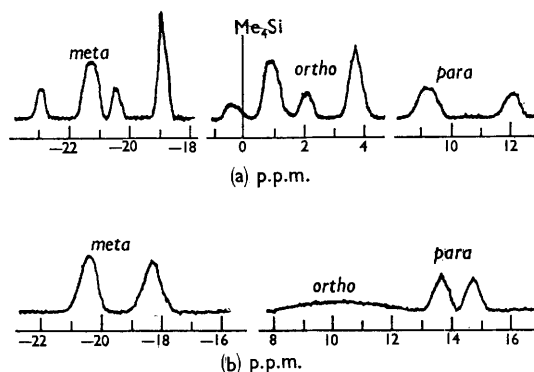 Me₄Si
meta
ortho
para
−22 −20 −18 0 2 4 10 12
(a) p.p.m.
meta
ortho
para
−22 −20 −18 −16 8 10 12 14 16
(b) p.p.m.